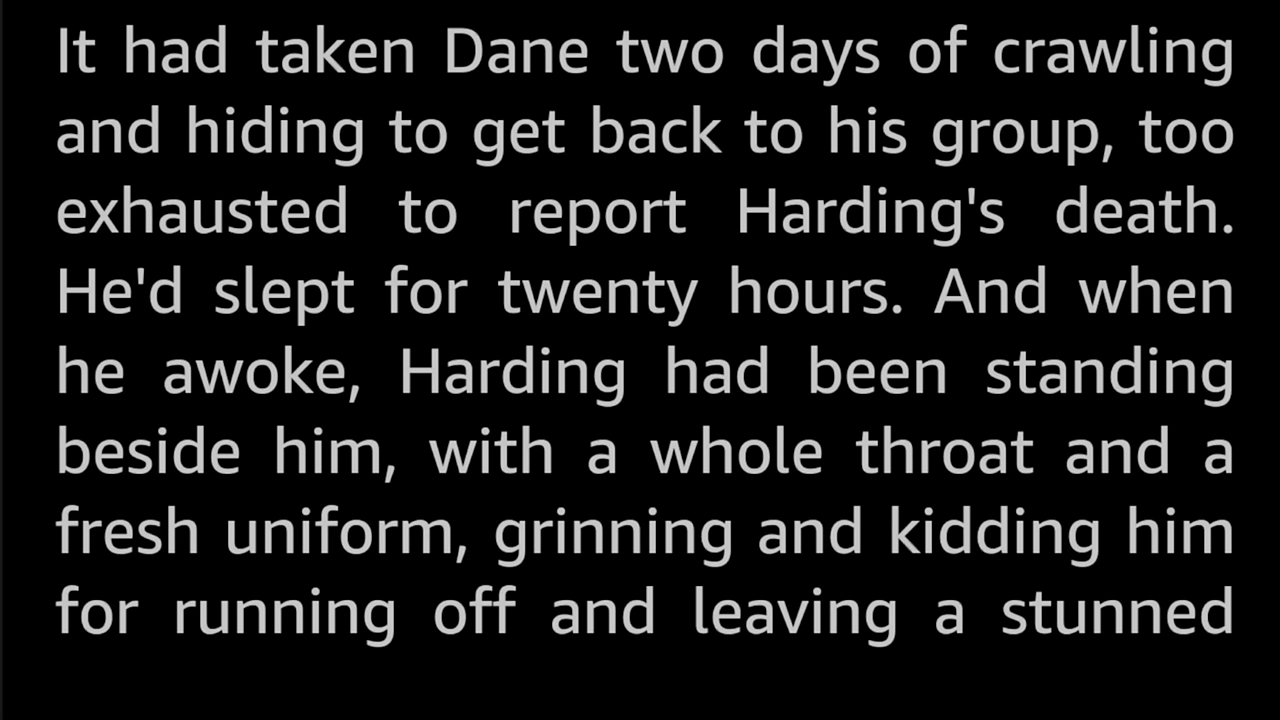 It had taken Dane two days of crawling
and hiding to get back to his group, too
exhausted to report Harding's death.
He'd slept for twenty hours. And when
he awoke, Harding had been standing
beside him, with a whole throat and a
fresh uniform, grinning and kidding him
for running off and leaving a stunned